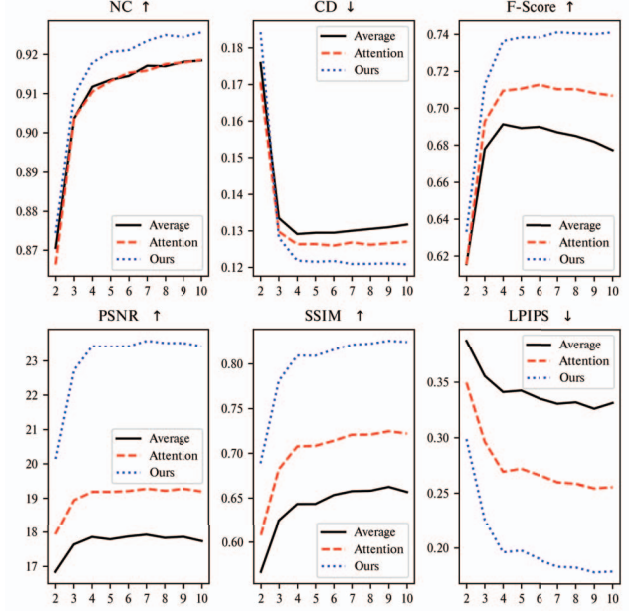 NC ↑
0.92
0.91
0.90
0.89
0.88
0.87
Average
Attention
Ours
2 3 4 5 6 7 8 9 10
CD ↓
0.18
0.17
0.16
0.15
0.14
0.13
0.12
Average
Attention
Ours
2 3 4 5 6 7 8 9 10
F-Score ↑
0.74
0.72
0.70
0.68
0.66
0.64
0.62
Average
Attention
Ours
2 3 4 5 6 7 8 9 10
PSNR ↑
23
22
21
20
19
18
17
Average
Attention
Ours
2 3 4 5 6 7 8 9 10
SSIM ↑
0.80
0.75
0.70
0.65
0.60
Average
Attention
Ours
2 3 4 5 6 7 8 9 10
LPIPS ↓
0.35
0.30
0.25
0.20
Average
Attention
Ours
2 3 4 5 6 7 8 9 10